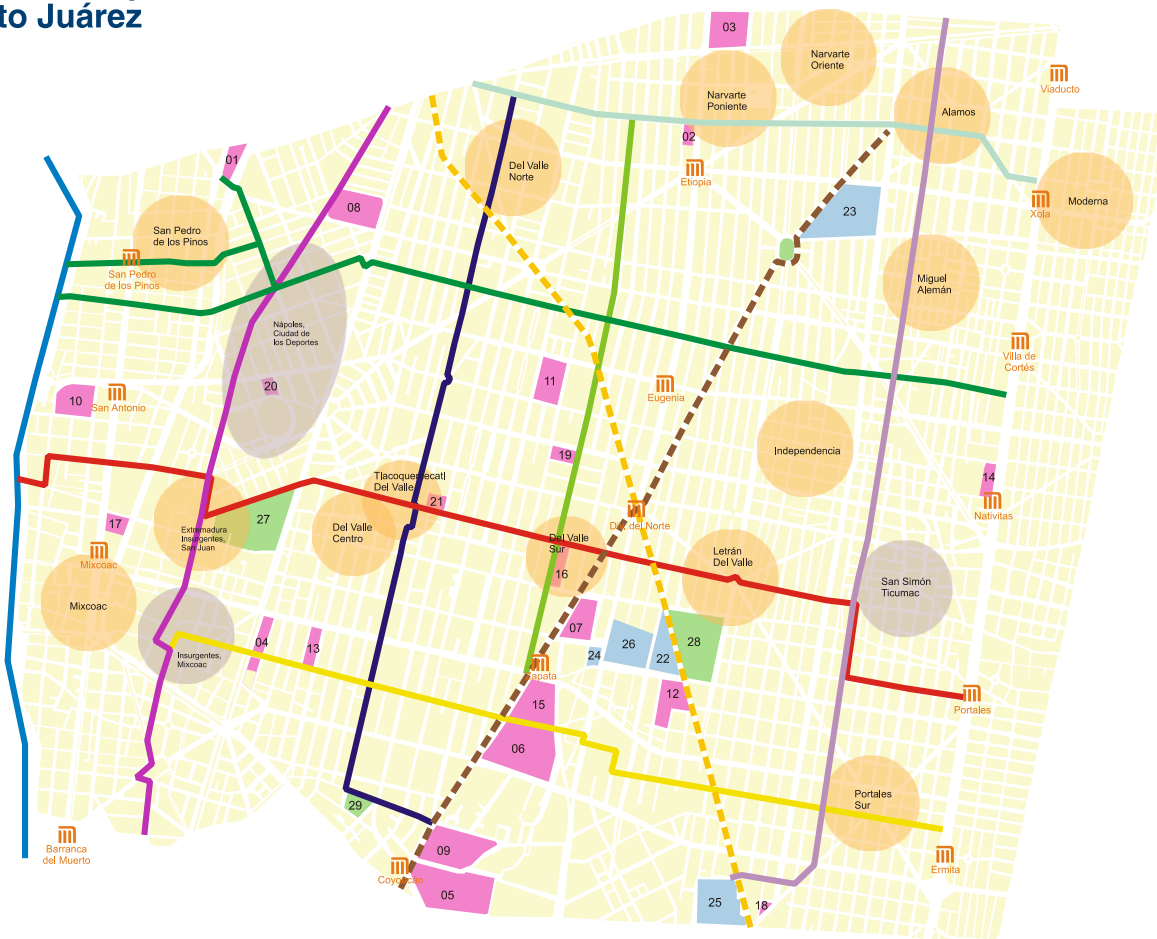 to Juárez
03
Narvarte
Oriente
Viaducto
Narvarte
Poniente
Alamos
02
01
Del Valle
Norte
Etiopia
08
23
Xola
Moderna
San Pedro
de los Pinos
San Pedro
de los Pinos
Miguel
Alemán
Nápoles,
Ciudad de
los Deportes
Villa de
Cortés
20
11
Eugenia
10
San Antonio
Independencia
19
14
Tlacoquemecatl
Del Valle
21
Nativitas
17
27
Extremadura
Insurgentes,
San Juan
Del Valle
Centro
Div. del Norte
Del Valle
Sur
Letrán
Del Valle
Mixcoac
16
San Simón
Ticumac
Mixcoac
07
04
13
26
28
24
22
Insurgentes,
Mixcoac
Zapata
12
15
Portales
06
Portales
Sur
29
Barranca
del Muerto
09
Ermita
Coyoacán
05
25
18